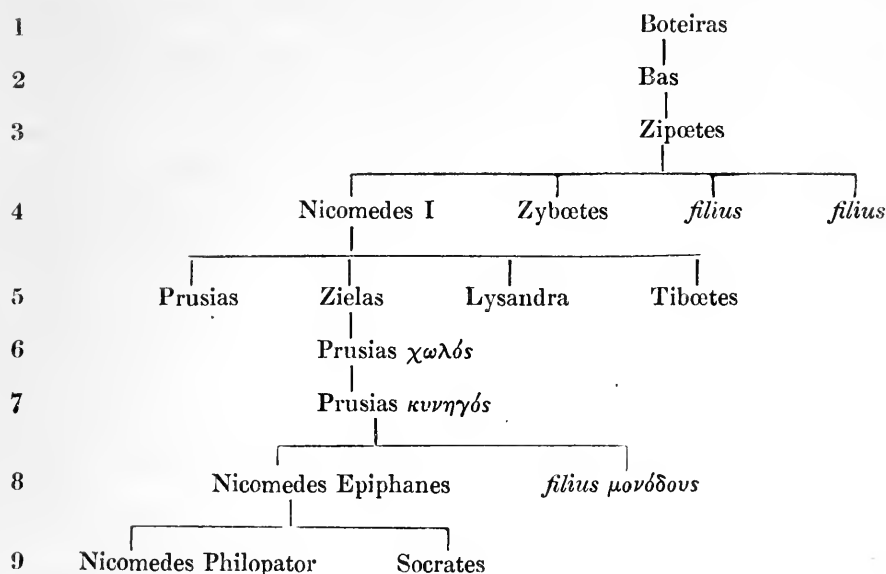 1 Boteiras
2 Bas
3 Zipœtes
4 Nicomedes I Zybœtes filius filius
5 Prusias Zielas Lysandra Tibœtes
6 Prusias χωλός
7 Prusias κυνηγός
8 Nicomedes Epiphanes filius μονόδους
9 Nicomedes Philopator Socrates